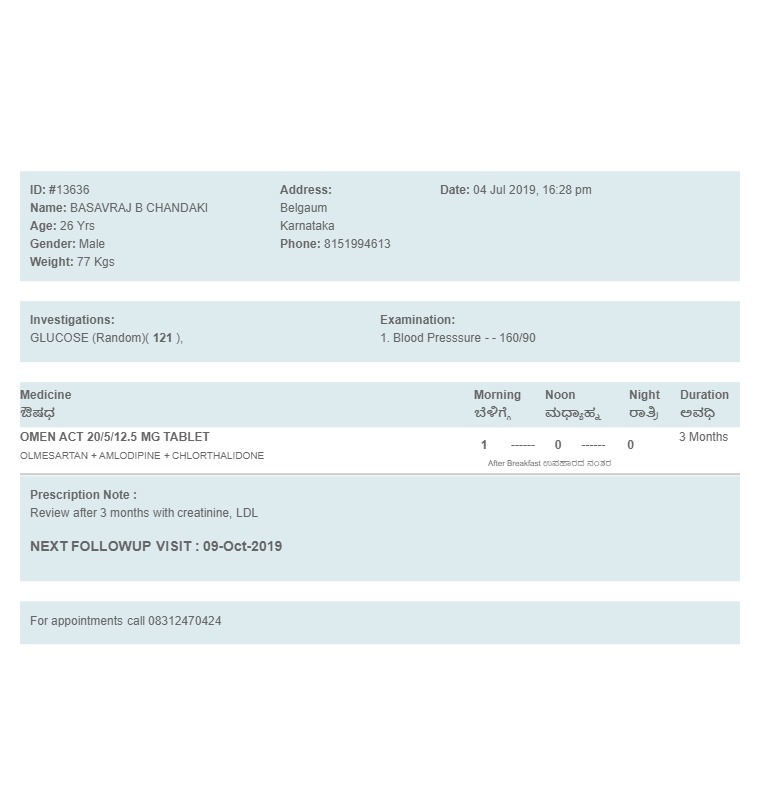 ID: #13636
Name: BASAVRAJ B CHANDAKI
Age: 26 Yrs
Gender: Male
Weight: 77 Kgs
Address:
Belgaum
Karnataka
Phone: 8151994613
Date: 04 Jul 2019, 16:28 pm
Investigations:
GLUCOSE (Random)( 121 ),
Examination:
1. Blood Presssure - - 160/90
Medicine Morning Noon Night Duration
ಔಷಧ ಬೆಳಿಗ್ಗೆ ಮಧ್ಯಾಹ್ನ ರಾತ್ರಿ ಅವಧಿ
OMEN ACT 20/5/12.5 MG TABLET 1 ------ 0 ------ 0 3 Months
OLMESARTAN + AMLODIPINE + CHLORTHALIDONE
After Breakfast ಉಪಹಾರದ ನಂತರ
Prescription Note :
Review after 3 months with creatinine, LDL
NEXT FOLLOWUP VISIT : 09-Oct-2019
For appointments call 08312470424